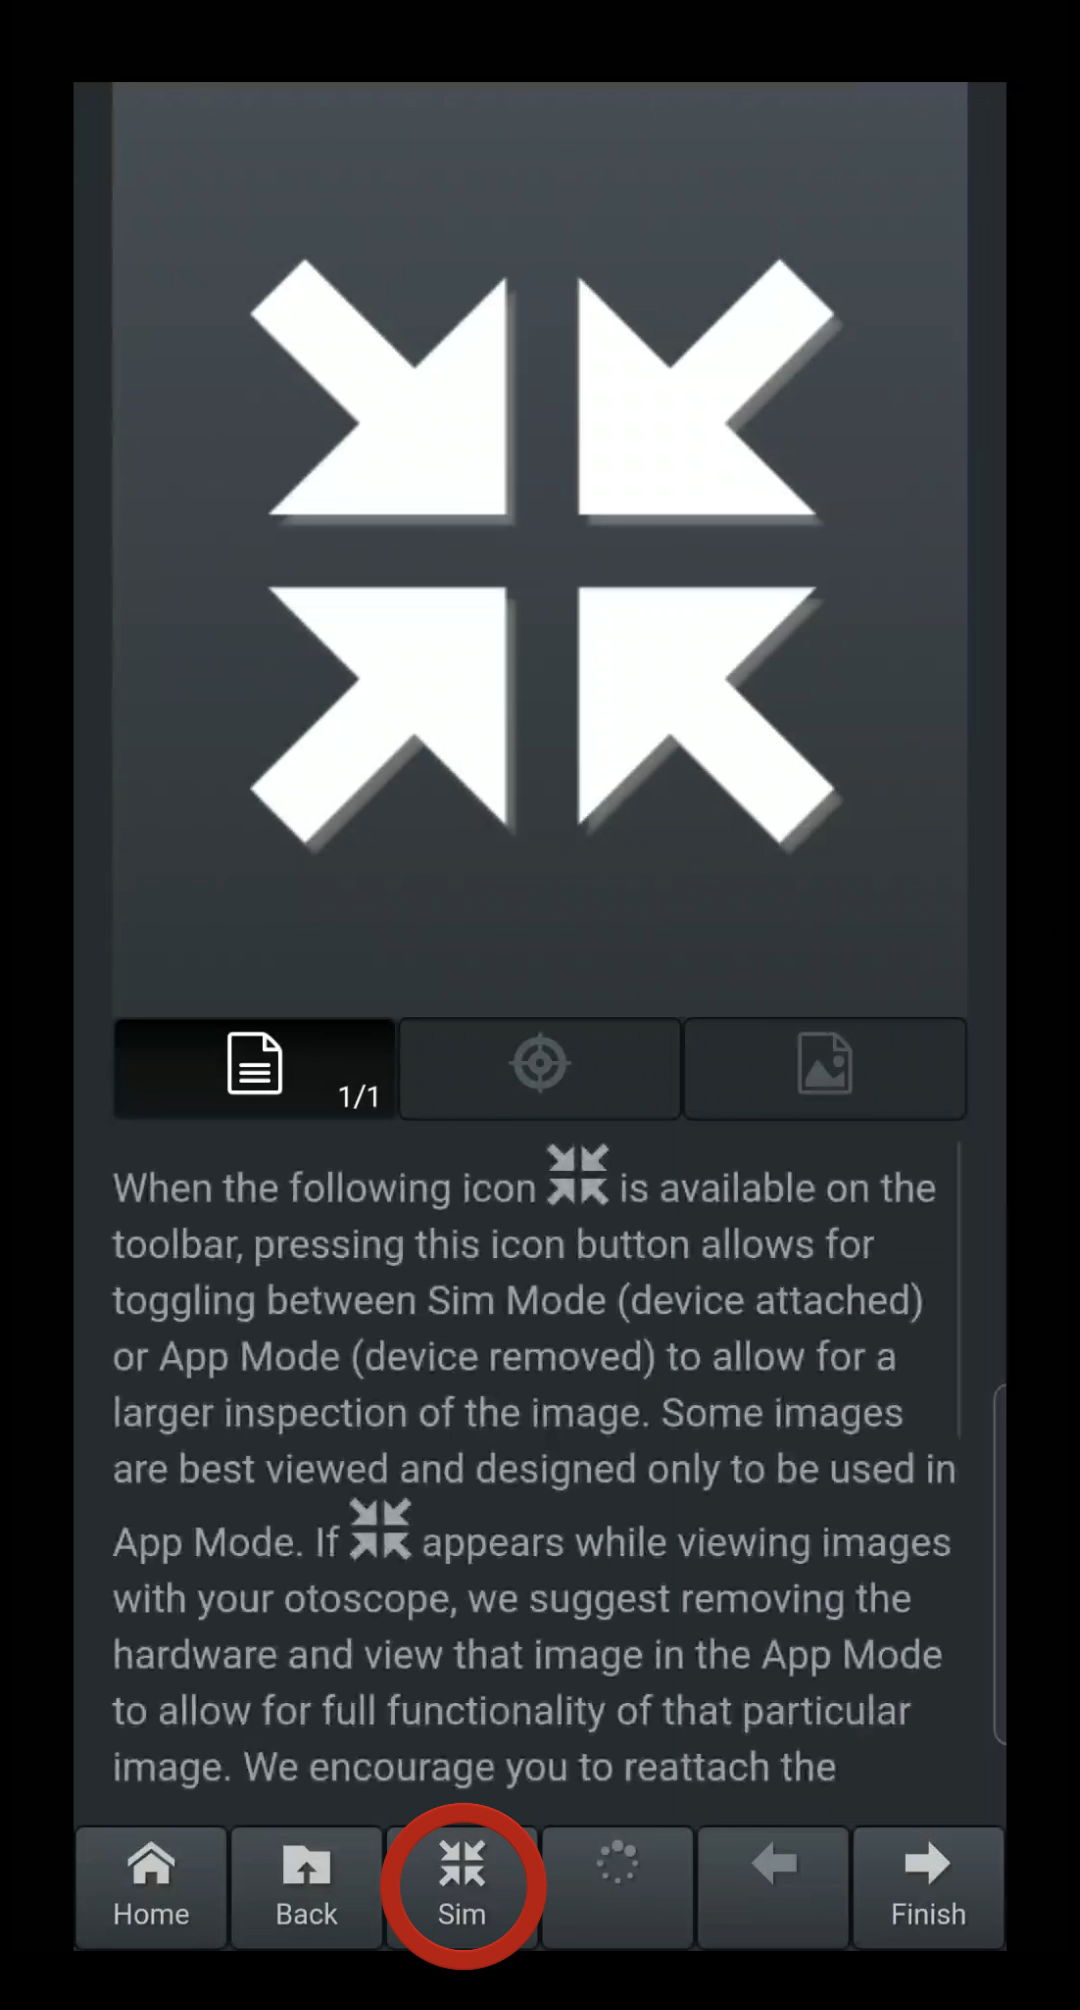 1/1
When the following icon is available on the
toolbar, pressing this icon button allows for
toggling between Sim Mode (device attached)
or App Mode (device removed) to allow for a
larger inspection of the image. Some images
are best viewed and designed only to be used in
App Mode. If appears while viewing images
with your otoscope, we suggest removing the
hardware and view that image in the App Mode
to allow for full functionality of that particular
image. We encourage you to reattach the
Home Back Sim Finish